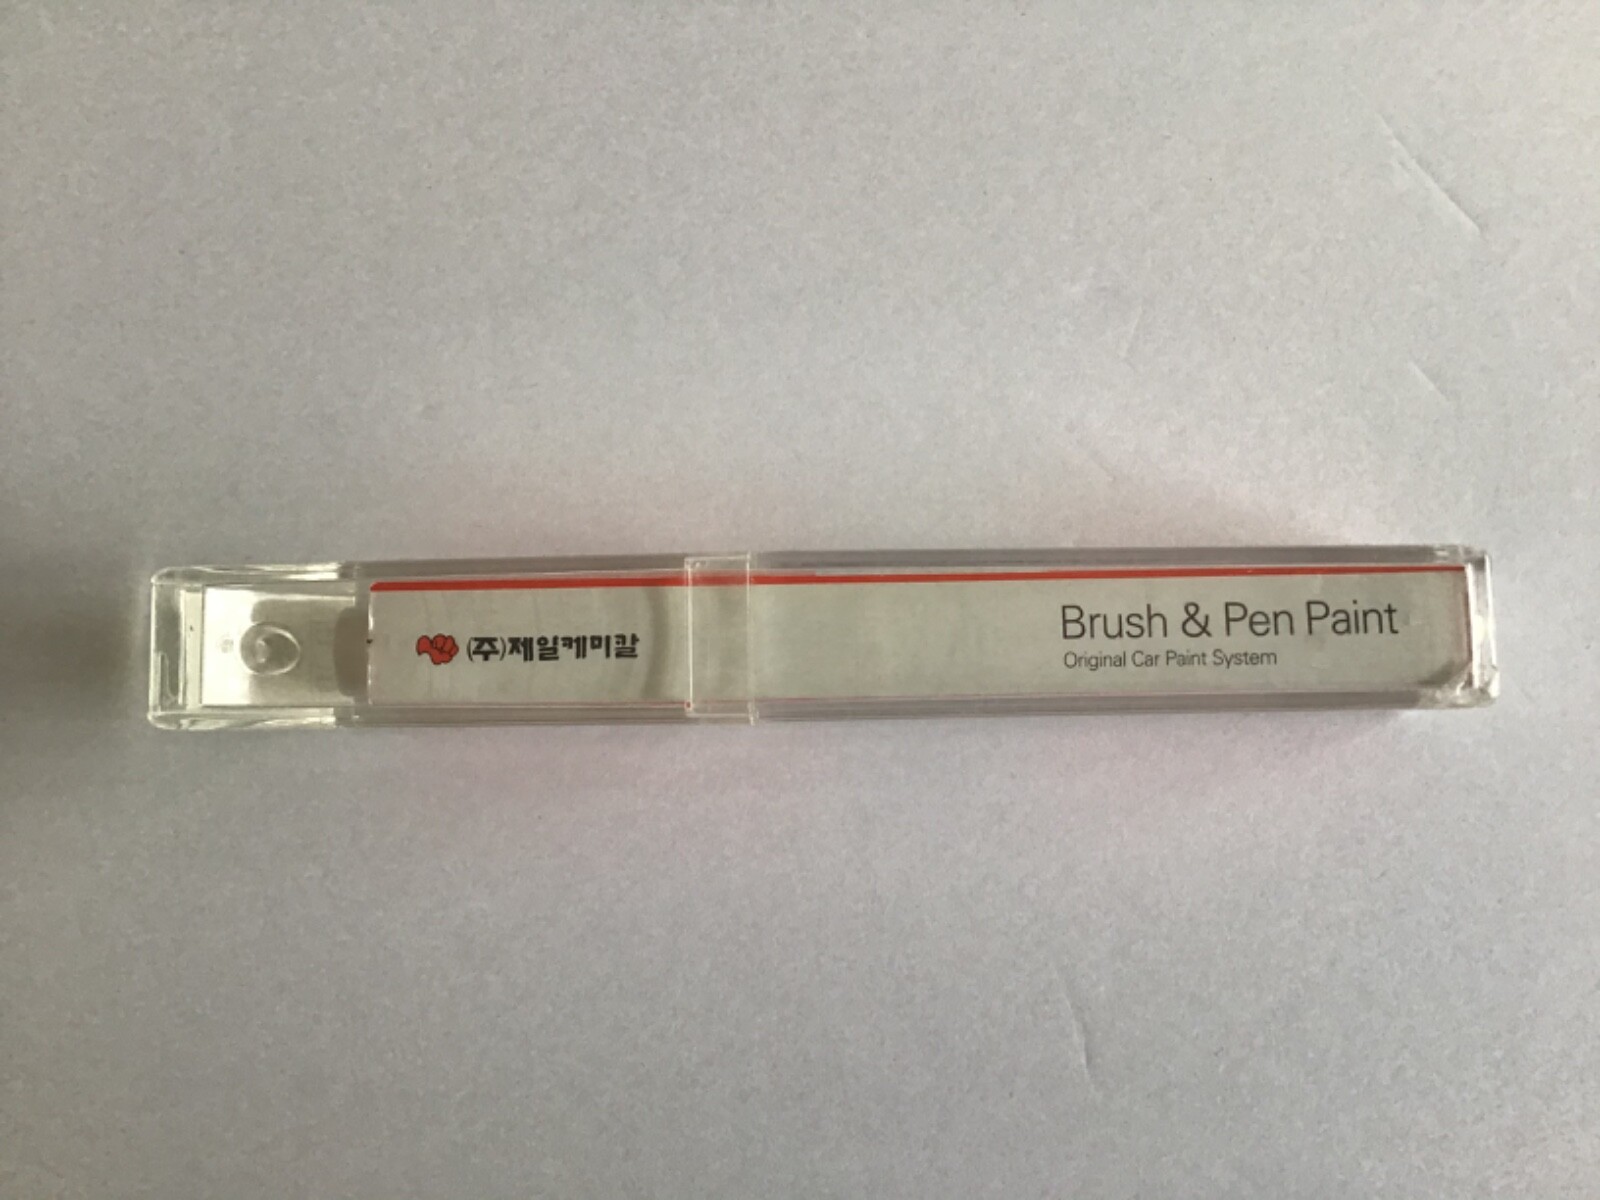 (주)제일케미칼
Brush & Pen Paint
Original Car Paint System